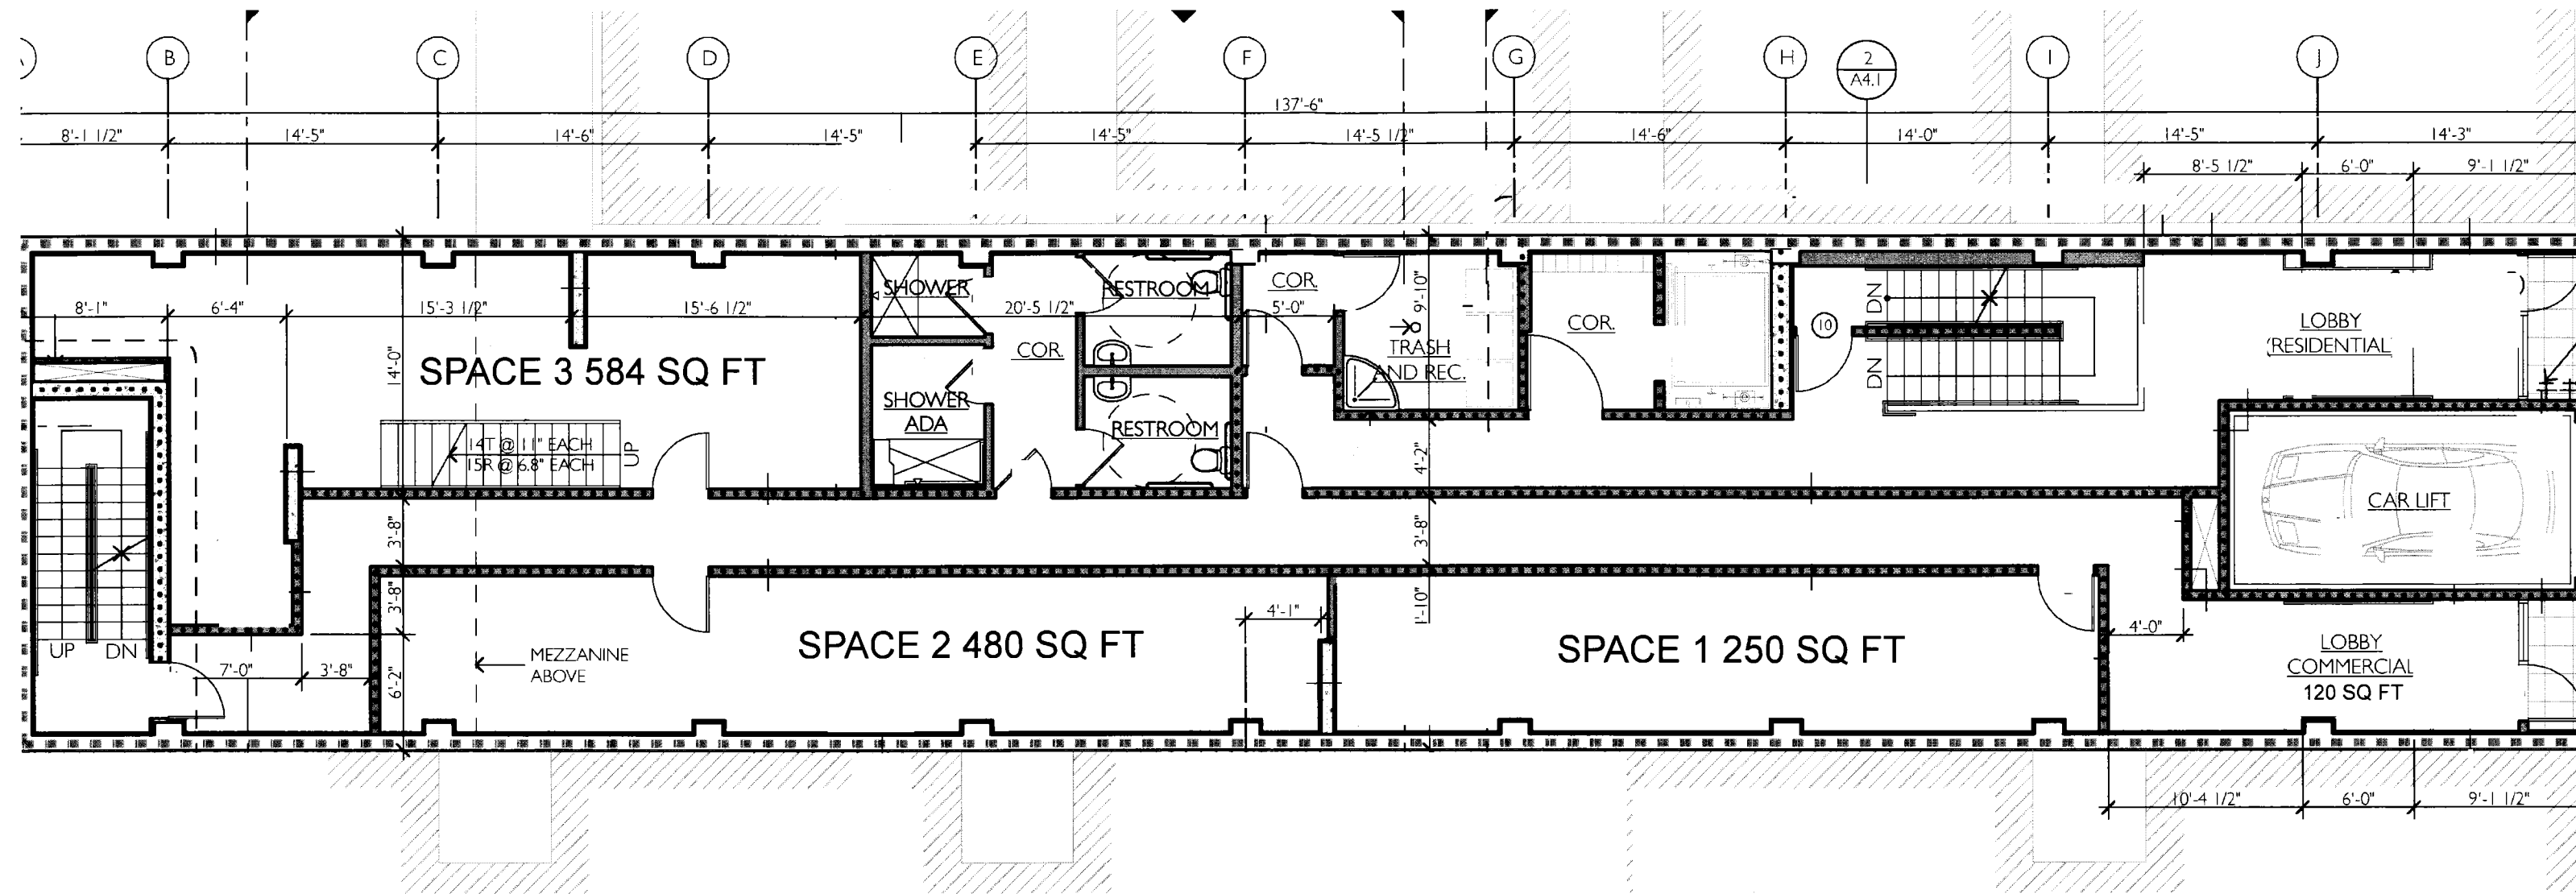 B
C
D
E
F
G
H
2
A4.1
I
J
137'-6"
8'-1 1/2"
14'-5"
14'-6"
14'-5"
14'-5"
14'-5 1/2"
14'-6"
14'-0"
14'-5"
14'-3"
8'-5 1/2"
6'-0"
9'-1 1/2"
8'-1"
6'-4"
15'-3 1/2"
15'-6 1/2"
20'-5 1/2"
5'-0"
9'-10"
14'-0"
SHOWER
RESTROOM
COR.
COR.
TRASH
AND REC.
COR.
10
DN
DN
LOBBY
(RESIDENTIAL
SPACE 3 584 SQ FT
SHOWER
ADA
RESTROOM
14T @ 11" EACH
15R @ 6.8" EACH
UP
4'-2"
CAR LIFT
3'-8"
3'-8"
3'-8"
4'-1"
SPACE 2 480 SQ FT
SPACE 1 250 SQ FT
4'-0"
LOBBY
COMMERCIAL
120 SQ FT
UP
DN
7'-0"
3'-8"
6'-2"
MEZZANINE
ABOVE
10'-4 1/2"
6'-0"
9'-1 1/2"